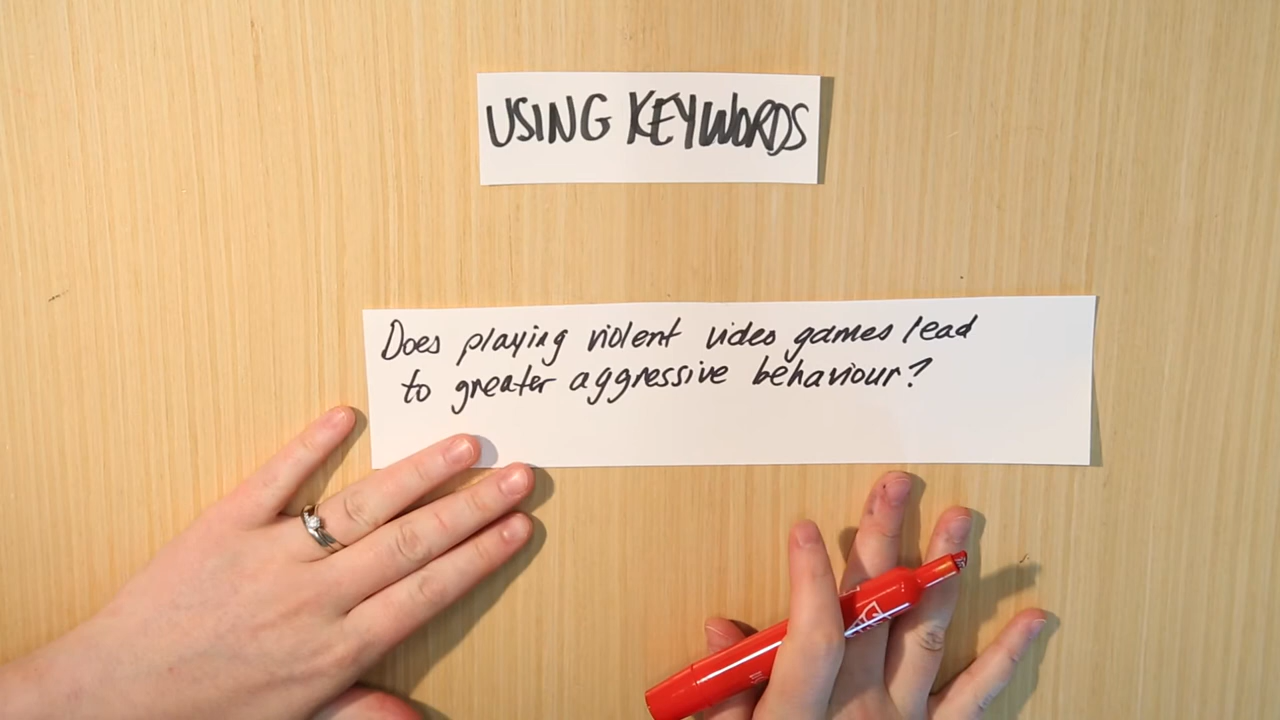 USING KEYWORDS
Does playing violent video games lead
to greater aggressive behaviour?